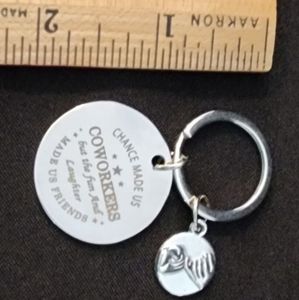 1 2
AAKRON
CHANCE MADE US
COWORKERS
but the fun And
Laughter
MADE US FRIENDS